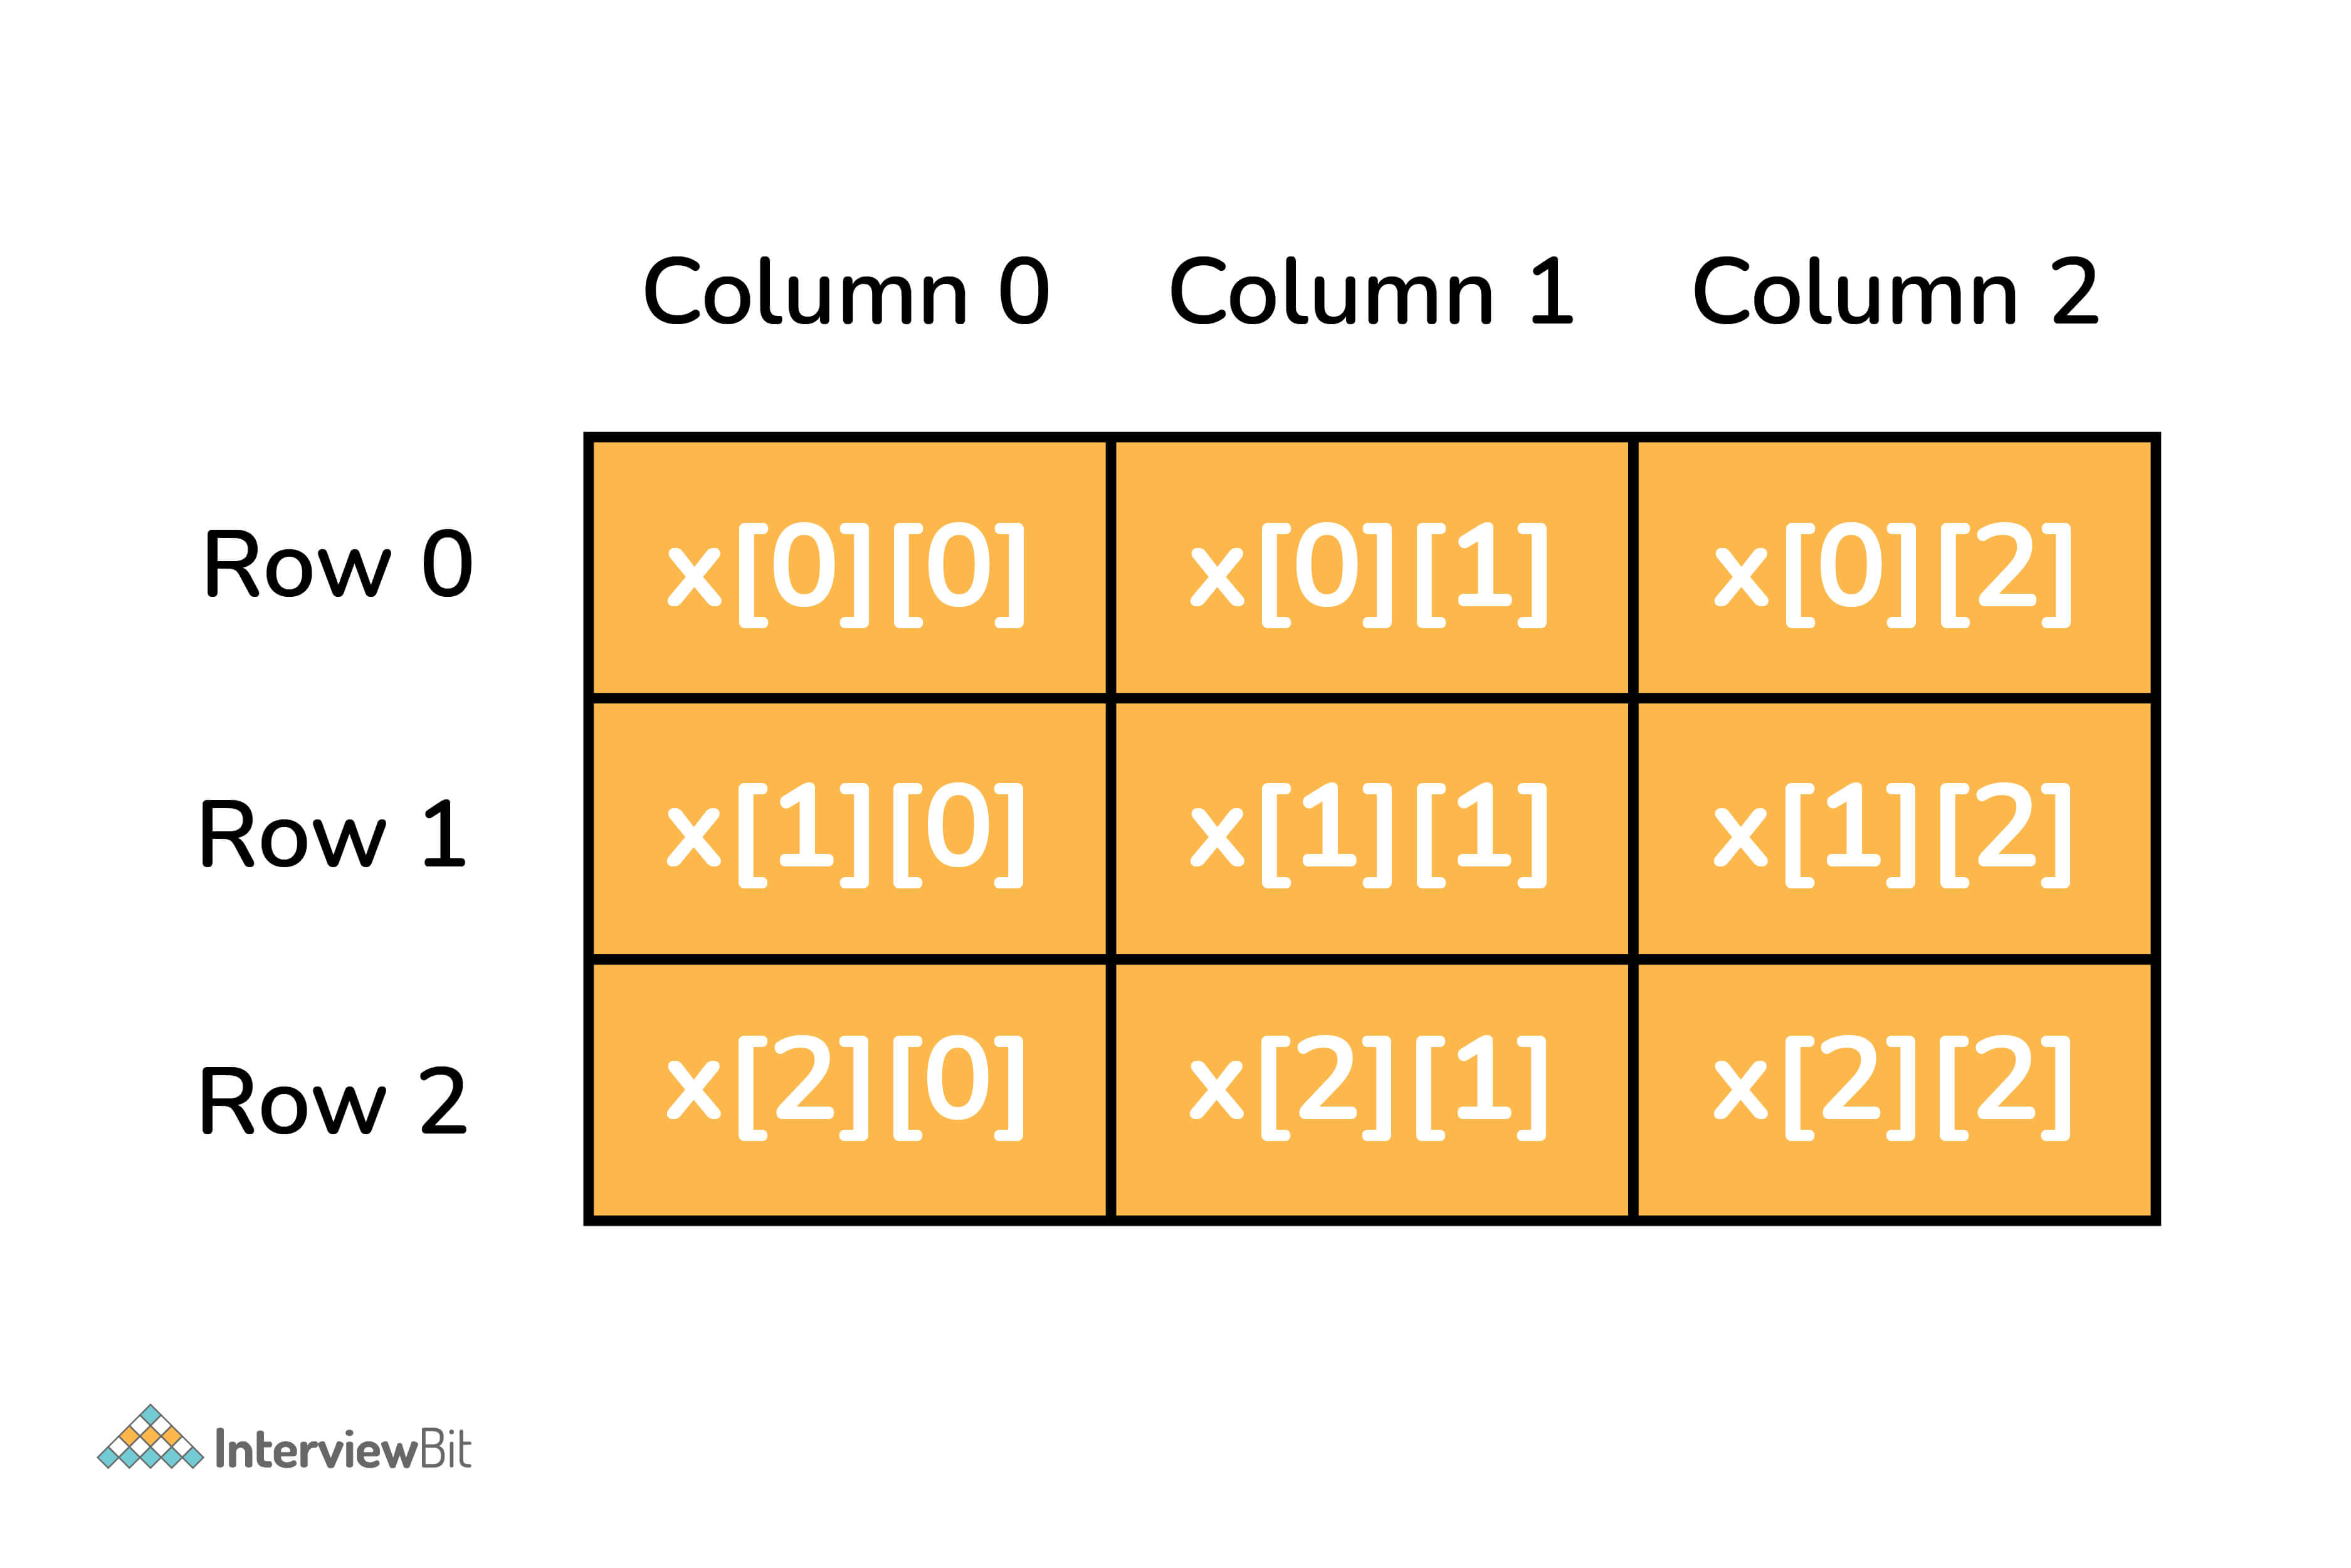 Column 0 Column 1 Column 2
Row 0 x[0][0] x[0][1] x[0][2]
Row 1 x[1][0] x[1][1] x[1][2]
Row 2 x[2][0] x[2][1] x[2][2]
InterviewBit